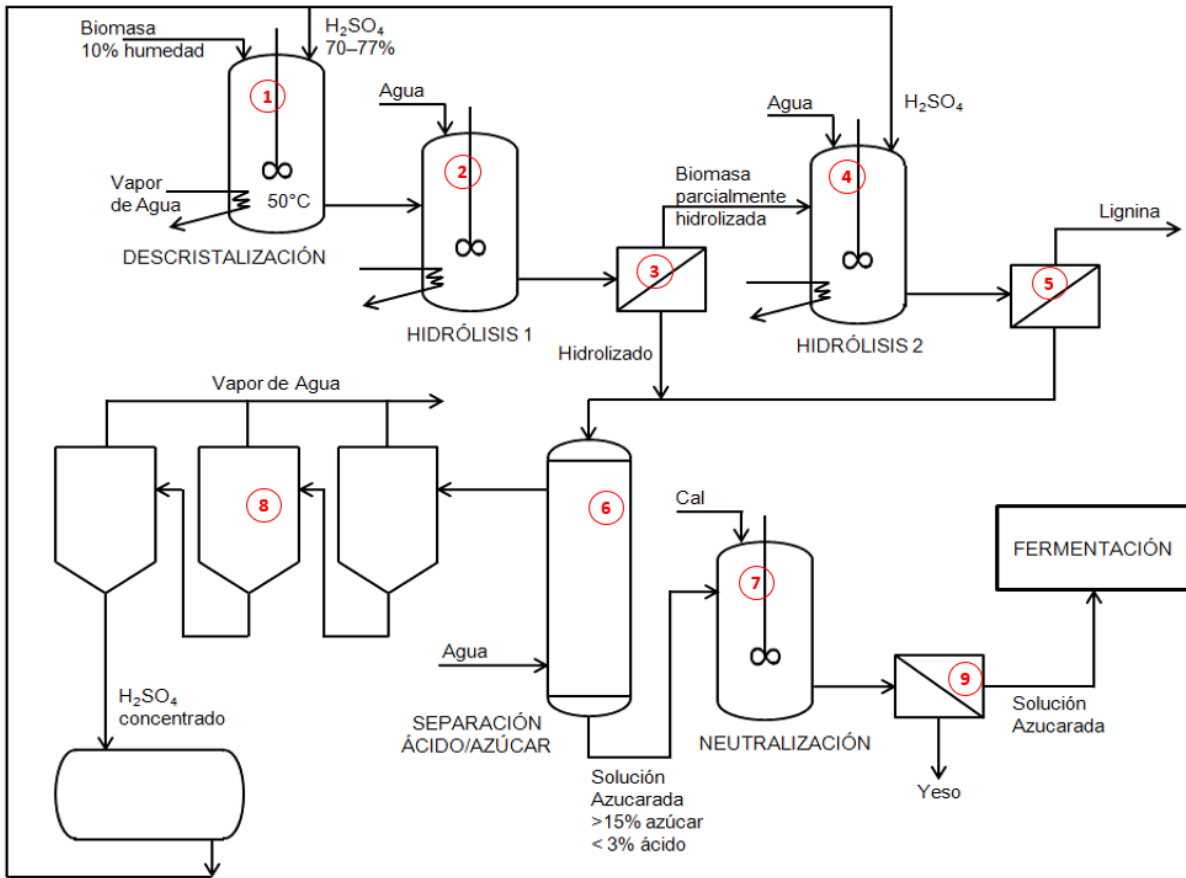 Biomasa
10% humedad
H₂SO₄
70–77%
1
Vapor
de Agua
50°C
DESCRISTALIZACIÓN
Agua
2
HIDRÓLISIS 1
3
Biomasa
parcialmente
hidrolizada
Hidrolizado
Agua
H₂SO₄
4
HIDRÓLISIS 2
5
Lignina
Vapor de Agua
8
H₂SO₄
concentrado
6
Agua
SEPARACIÓN
ÁCIDO/AZÚCAR
Solución
Azucarada
>15% azúcar
< 3% ácido
Cal
7
NEUTRALIZACIÓN
9
Yeso
Solución
Azucarada
FERMENTACIÓN